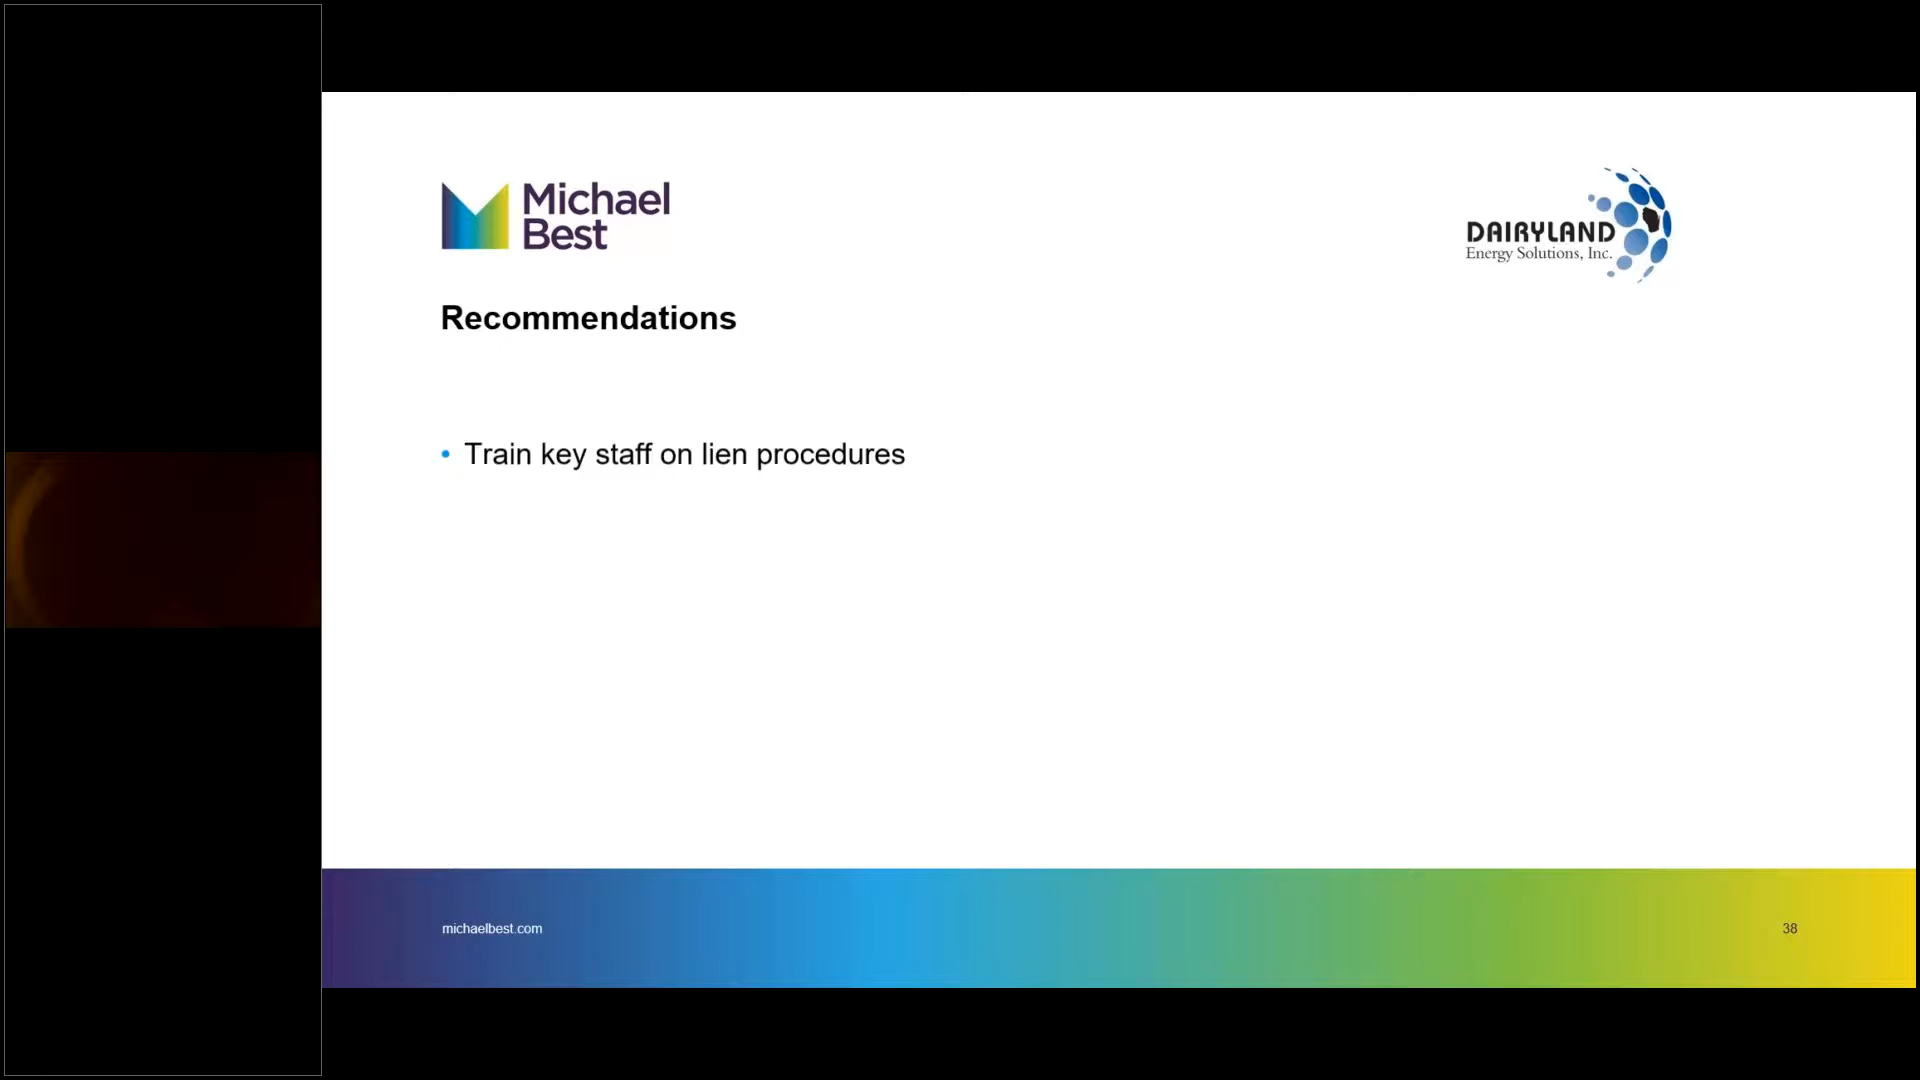 Michael
Best
DAIRYLAND
Energy Solutions, Inc.
Recommendations
• Train key staff on lien procedures
michaelbest.com
38